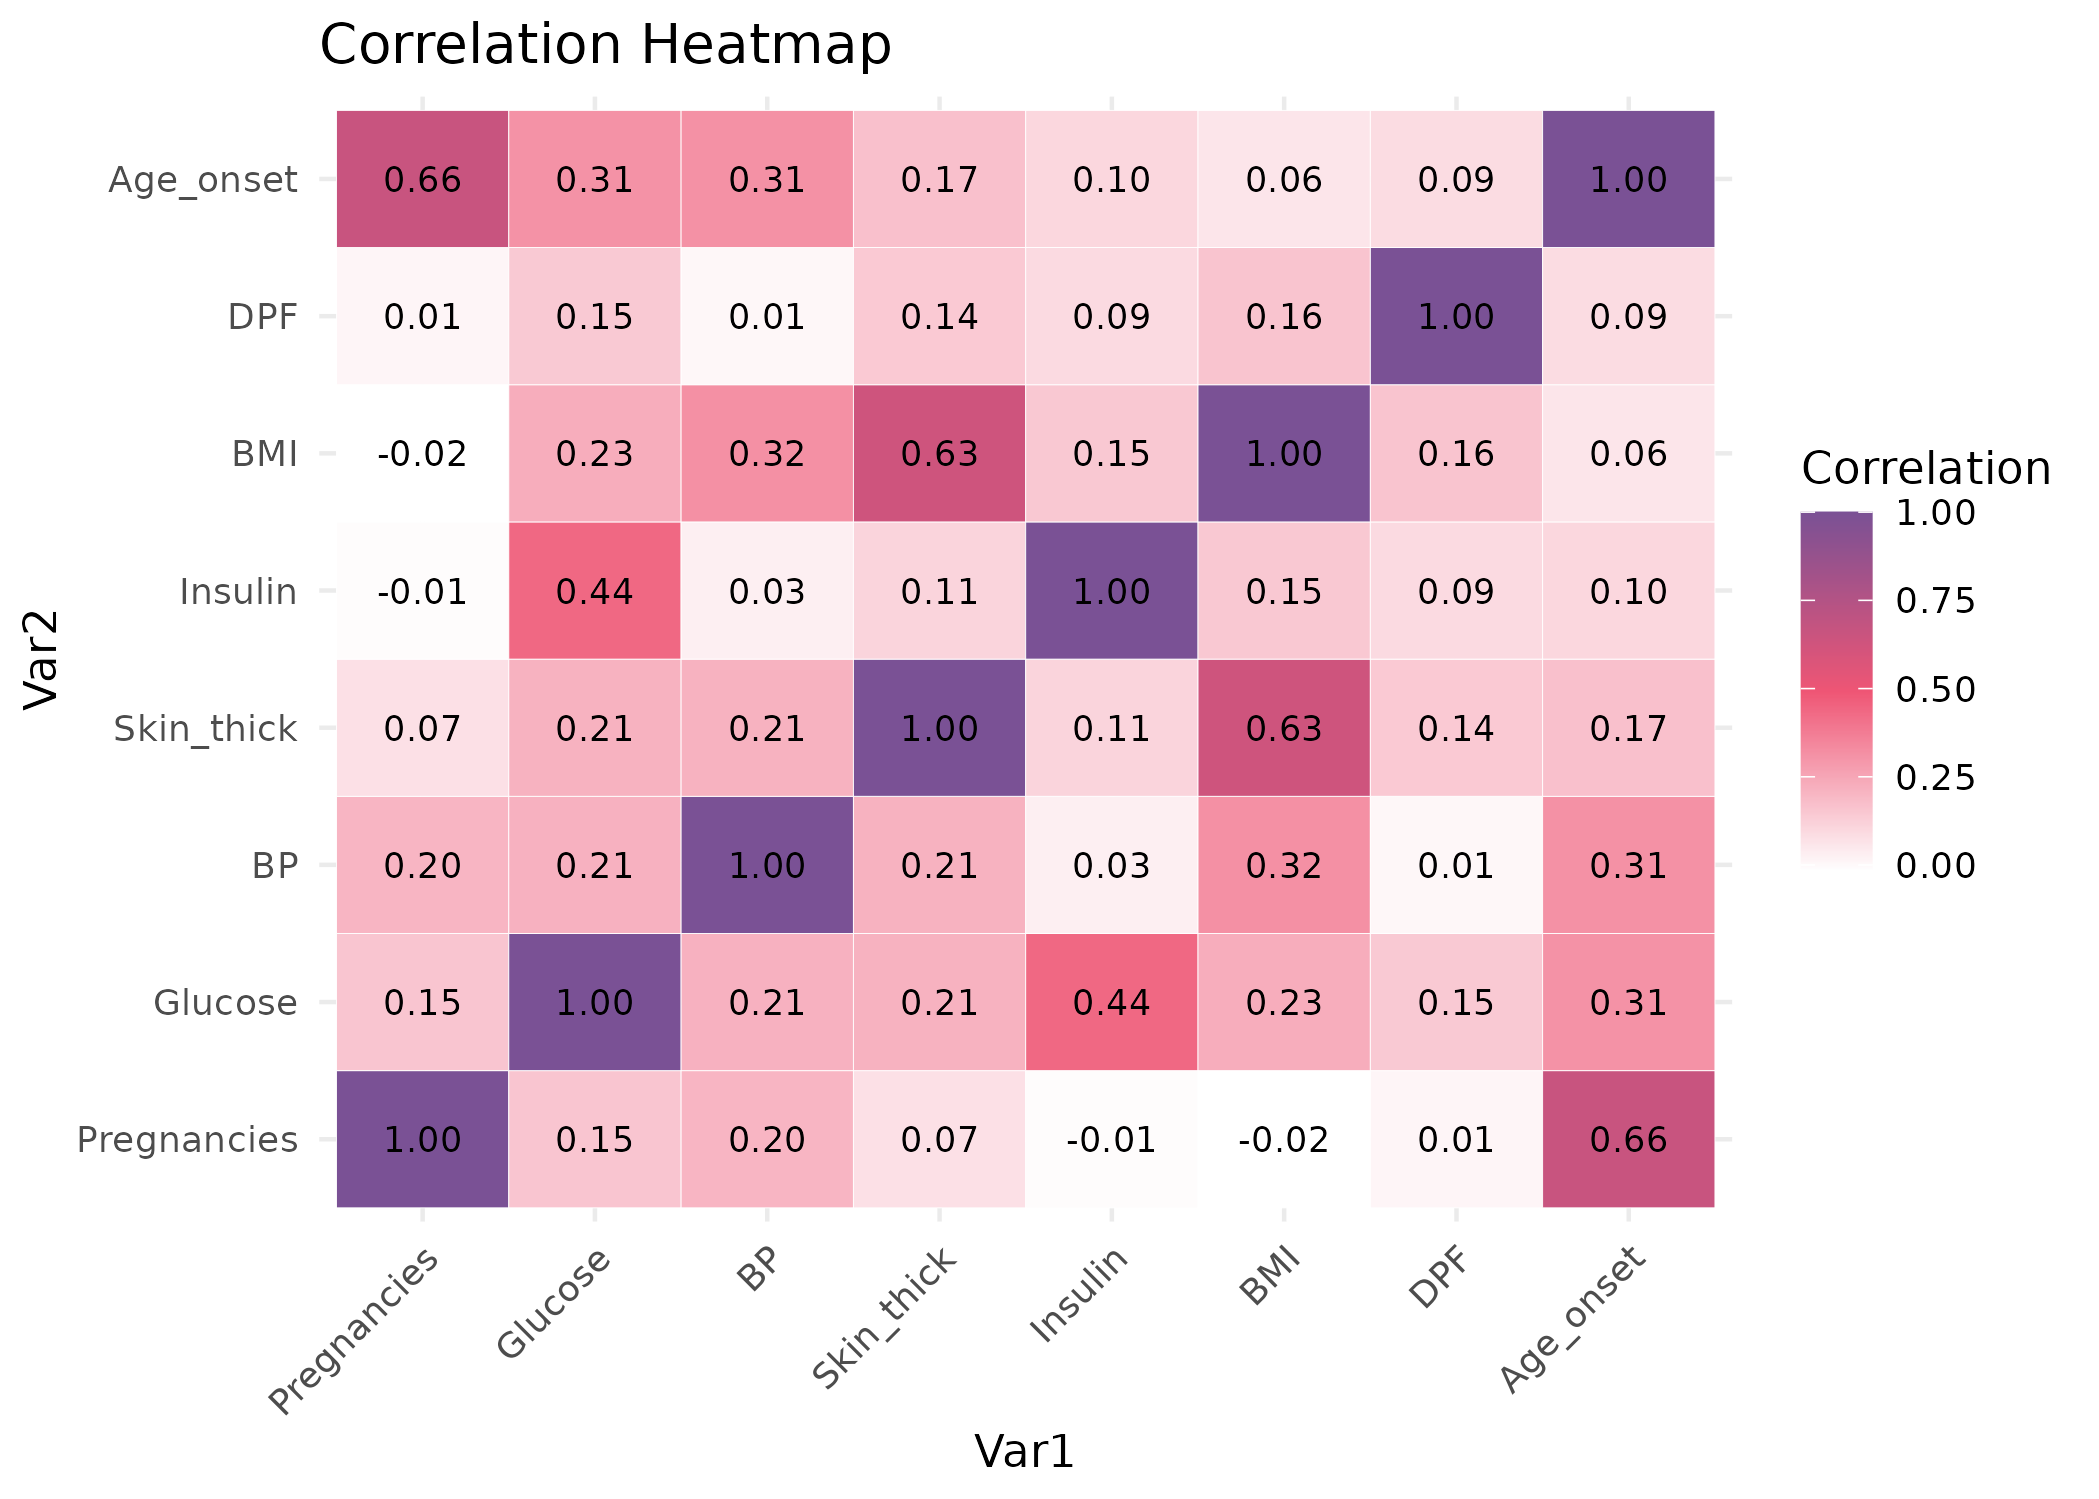 Correlation Heatmap
Age_onset 0.66 0.31 0.31 0.17 0.10 0.06 0.09 1.00
DPF 0.01 0.15 0.01 0.14 0.09 0.16 1.00 0.09
BMI -0.02 0.23 0.32 0.63 0.15 1.00 0.16 0.06
Insulin -0.01 0.44 0.03 0.11 1.00 0.15 0.09 0.10
Skin_thick 0.07 0.21 0.21 1.00 0.11 0.63 0.14 0.17
BP 0.20 0.21 1.00 0.21 0.03 0.32 0.01 0.31
Glucose 0.15 1.00 0.21 0.21 0.44 0.23 0.15 0.31
Pregnancies 1.00 0.15 0.20 0.07 -0.01 -0.02 0.01 0.66
Pregnancies Glucose BP Skin_thick Insulin BMI DPF Age_onset
Var1
Var2
Correlation
1.00
0.75
0.50
0.25
0.00